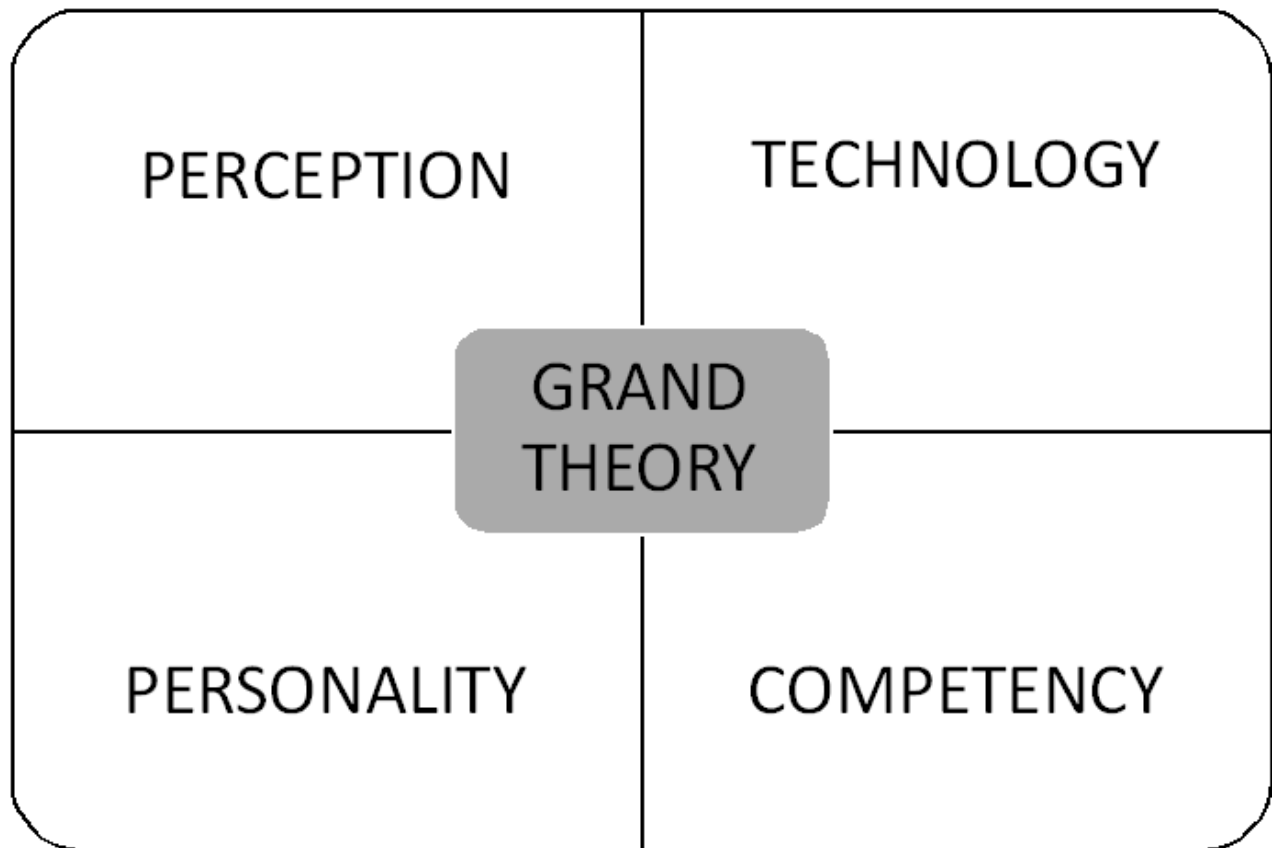 PERCEPTION
TECHNOLOGY
GRAND
THEORY
PERSONALITY
COMPETENCY